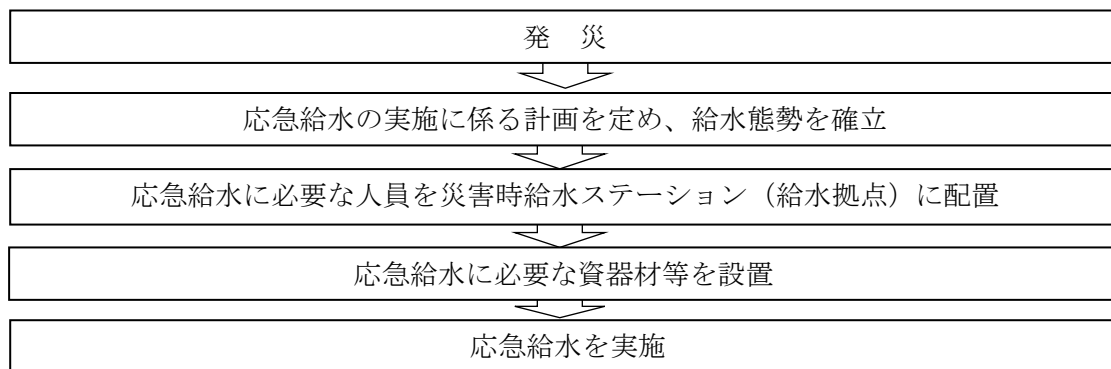 発　災
応急給水の実施に係る計画を定め、給水態勢を確立
応急給水に必要な人員を災害時給水ステーション（給水拠点）に配置
応急給水に必要な資器材等を設置
応急給水を実施